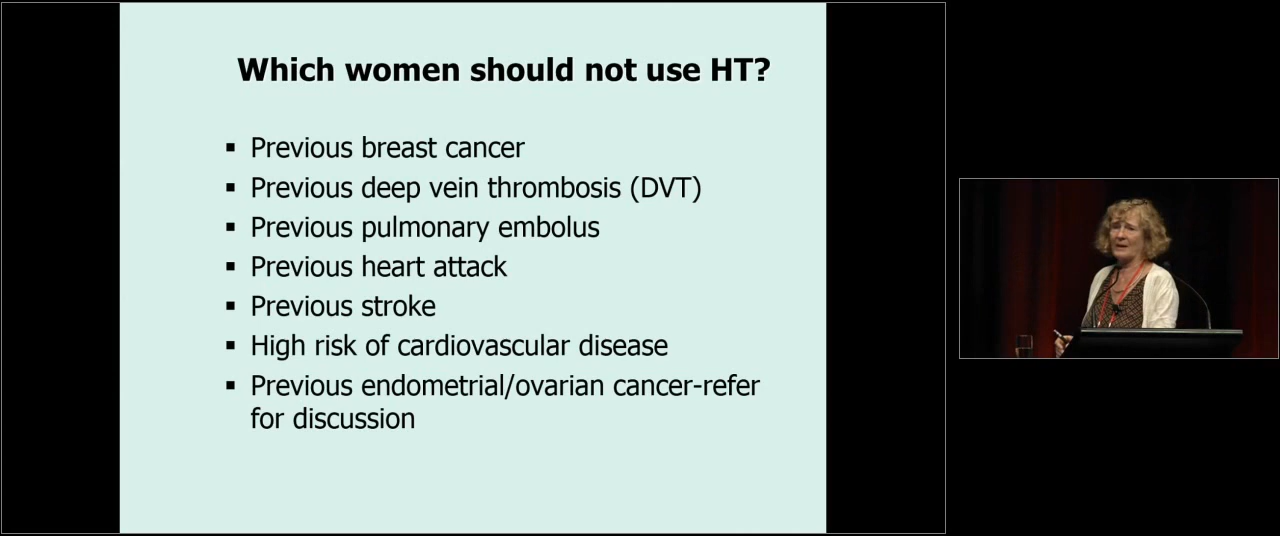 Which women should not use HT?
▪ Previous breast cancer
▪ Previous deep vein thrombosis (DVT)
▪ Previous pulmonary embolus
▪ Previous heart attack
▪ Previous stroke
▪ High risk of cardiovascular disease
▪ Previous endometrial/ovarian cancer-refer
for discussion